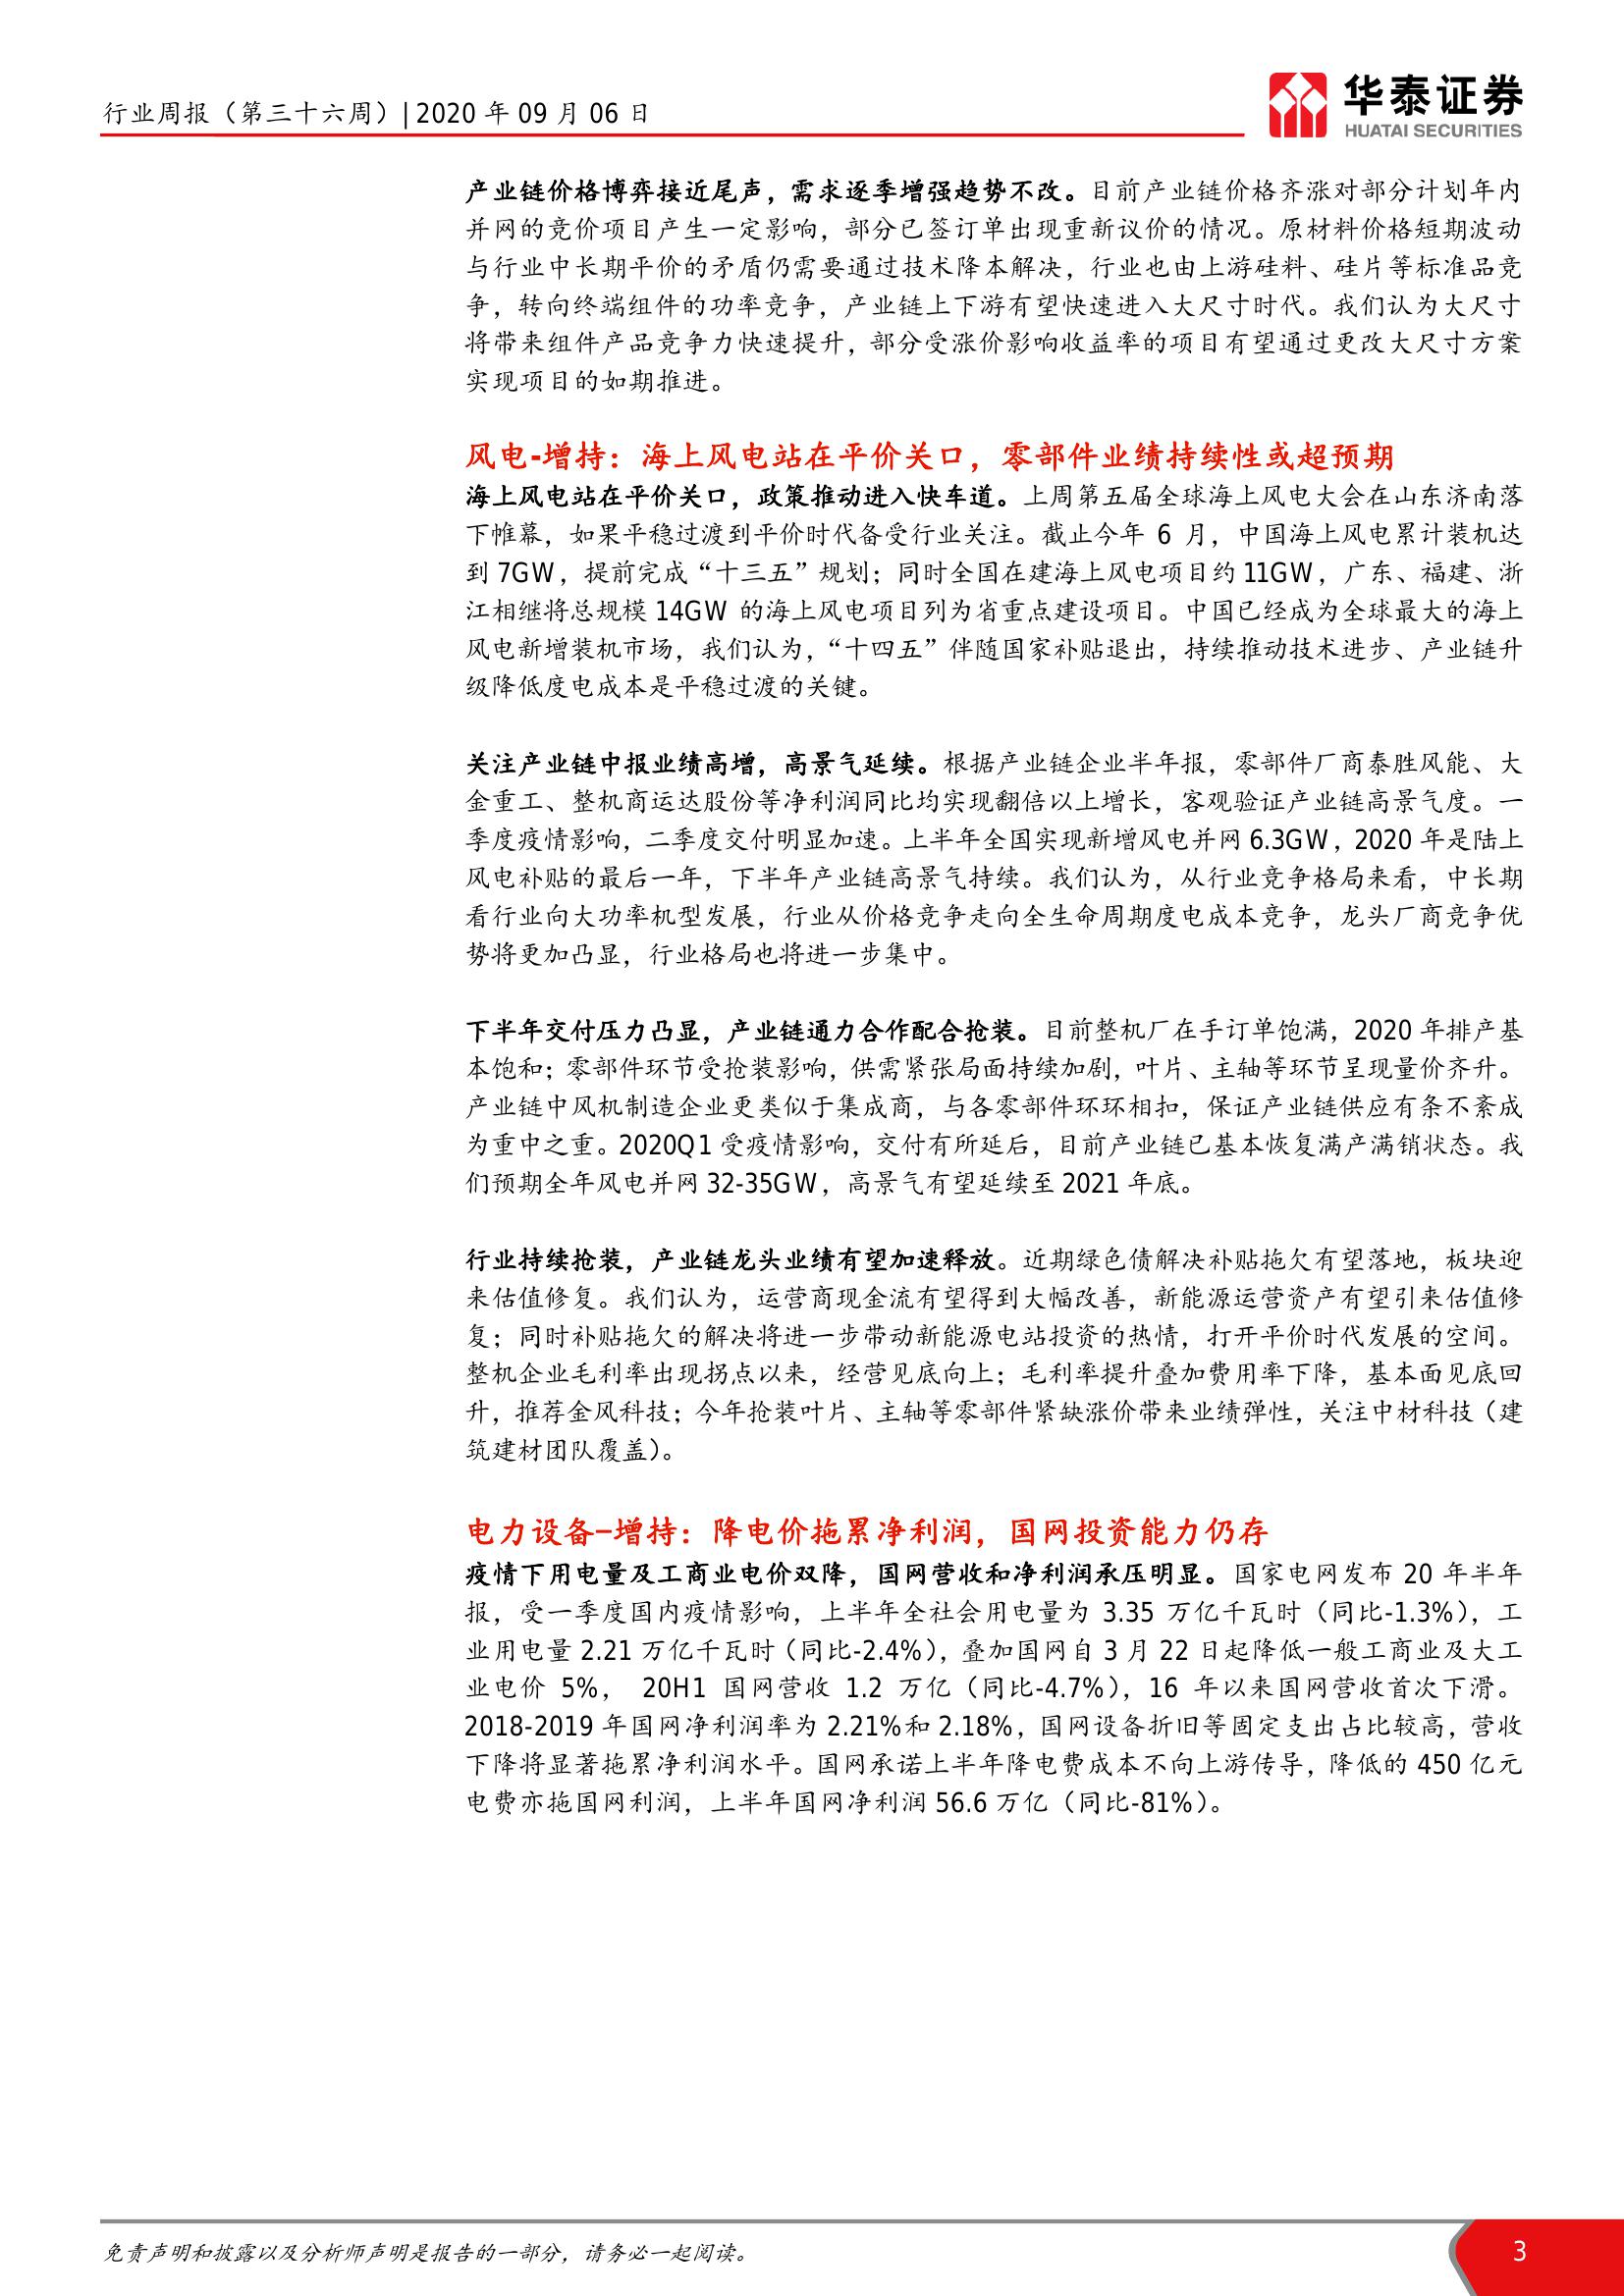 行业周报（第三十六周）| 2020 年 09 月 06 日
华泰证券
HUATAI SECURITIES
产业链价格博弈接近尾声，需求逐季增强趋势不改。目前产业链价格齐涨对部分计划年内
并网的竞价项目产生一定影响，部分已签订单出现重新议价的情况。原材料价格短期波动
与行业中长期平价的矛盾仍需要通过技术降本解决，行业也由上游硅料、硅片等标准品竞
争，转向终端组件的功率竞争，产业链上下游有望快速进入大尺寸时代。我们认为大尺寸
将带来组件产品竞争力快速提升，部分受涨价影响收益率的项目有望通过更改大尺寸方案
实现项目的如期推进。
风电-增持：海上风电站在平价关口，零部件业绩持续性或超预期
海上风电站在平价关口，政策推动进入快车道。上周第五届全球海上风电大会在山东济南落
下帷幕，如果平稳过渡到平价时代备受行业关注。截止今年 6 月，中国海上风电累计装机达
到 7GW，提前完成“十三五”规划；同时全国在建海上风电项目约 11GW，广东、福建、浙
江相继将总规模 14GW 的海上风电项目列为省重点建设项目。中国已经成为全球最大的海上
风电新增装机市场，我们认为，“十四五”伴随国家补贴退出，持续推动技术进步、产业链升
级降低度电成本是平稳过渡的关键。
关注产业链中报业绩高增，高景气延续。根据产业链企业半年报，零部件厂商泰胜风能、大
金重工、整机商运达股份等净利润同比均实现翻倍以上增长，客观验证产业链高景气度。一
季度疫情影响，二季度交付明显加速。上半年全国实现新增风电并网 6.3GW，2020 年是陆上
风电补贴的最后一年，下半年产业链高景气持续。我们认为，从行业竞争格局来看，中长期
看行业向大功率机型发展，行业从价格竞争走向全生命周期度电成本竞争，龙头厂商竞争优
势将更加凸显，行业格局也将进一步集中。
下半年交付压力凸显，产业链通力合作配合抢装。目前整机厂在手订单饱满，2020 年排产基
本饱和；零部件环节受抢装影响，供需紧张局面持续加剧，叶片、主轴等环节呈现量价齐升。
产业链中风机制造企业更类似于集成商，与各零部件环环相扣，保证产业链供应有条不紊成
为重中之重。2020Q1 受疫情影响，交付有所延后，目前产业链已基本恢复满产满销状态。我
们预期全年风电并网 32-35GW，高景气有望延续至 2021 年底。
行业持续抢装，产业链龙头业绩有望加速释放。近期绿色债解决补贴拖欠有望落地，板块迎
来估值修复。我们认为，运营商现金流有望得到大幅改善，新能源运营资产有望引来估值修
复；同时补贴拖欠的解决将进一步带动新能源电站投资的热情，打开平价时代发展的空间。
整机企业毛利率出现拐点以来，经营见底向上；毛利率提升叠加费用率下降，基本面见底回
升，推荐金风科技；今年抢装叶片、主轴等零部件紧缺涨价带来业绩弹性，关注中材科技（建
筑建材团队覆盖）。
电力设备–增持：降电价拖累净利润，国网投资能力仍存
疫情下用电量及工商业电价双降，国网营收和净利润承压明显。国家电网发布 20 年半年
报，受一季度国内疫情影响，上半年全社会用电量为 3.35 万亿千瓦时（同比-1.3%），工
业用电量 2.21 万亿千瓦时（同比-2.4%），叠加国网自 3 月 22 日起降低一般工商业及大工
业电价 5%， 20H1 国网营收 1.2 万亿（同比-4.7%），16 年以来国网营收首次下滑。
2018-2019 年国网净利润率为 2.21%和 2.18%，国网设备折旧等固定支出占比较高，营收
下降将显著拖累净利润水平。国网承诺上半年降电费成本不向上游传导，降低的 450 亿元
电费亦拖国网利润，上半年国网净利润 56.6 万亿（同比-81%）。
免责声明和披露以及分析师声明是报告的一部分，请务必一起阅读。
3